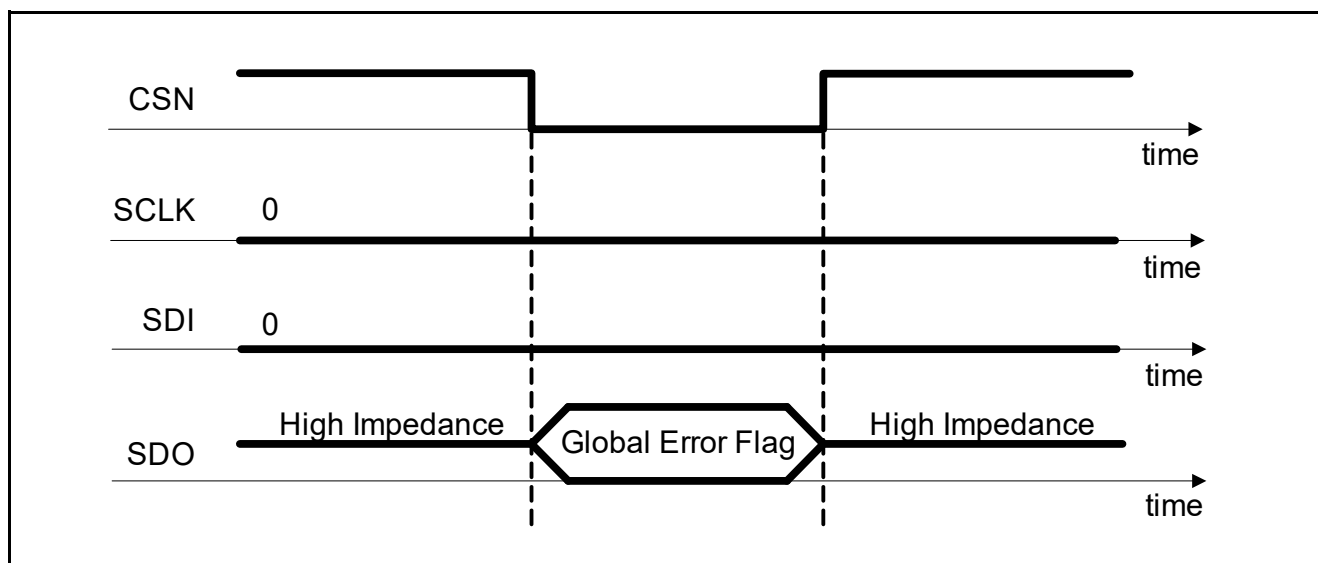 CSN
time
SCLK
0
time
SDI
0
time
High Impedance
Global Error Flag
High Impedance
SDO
time